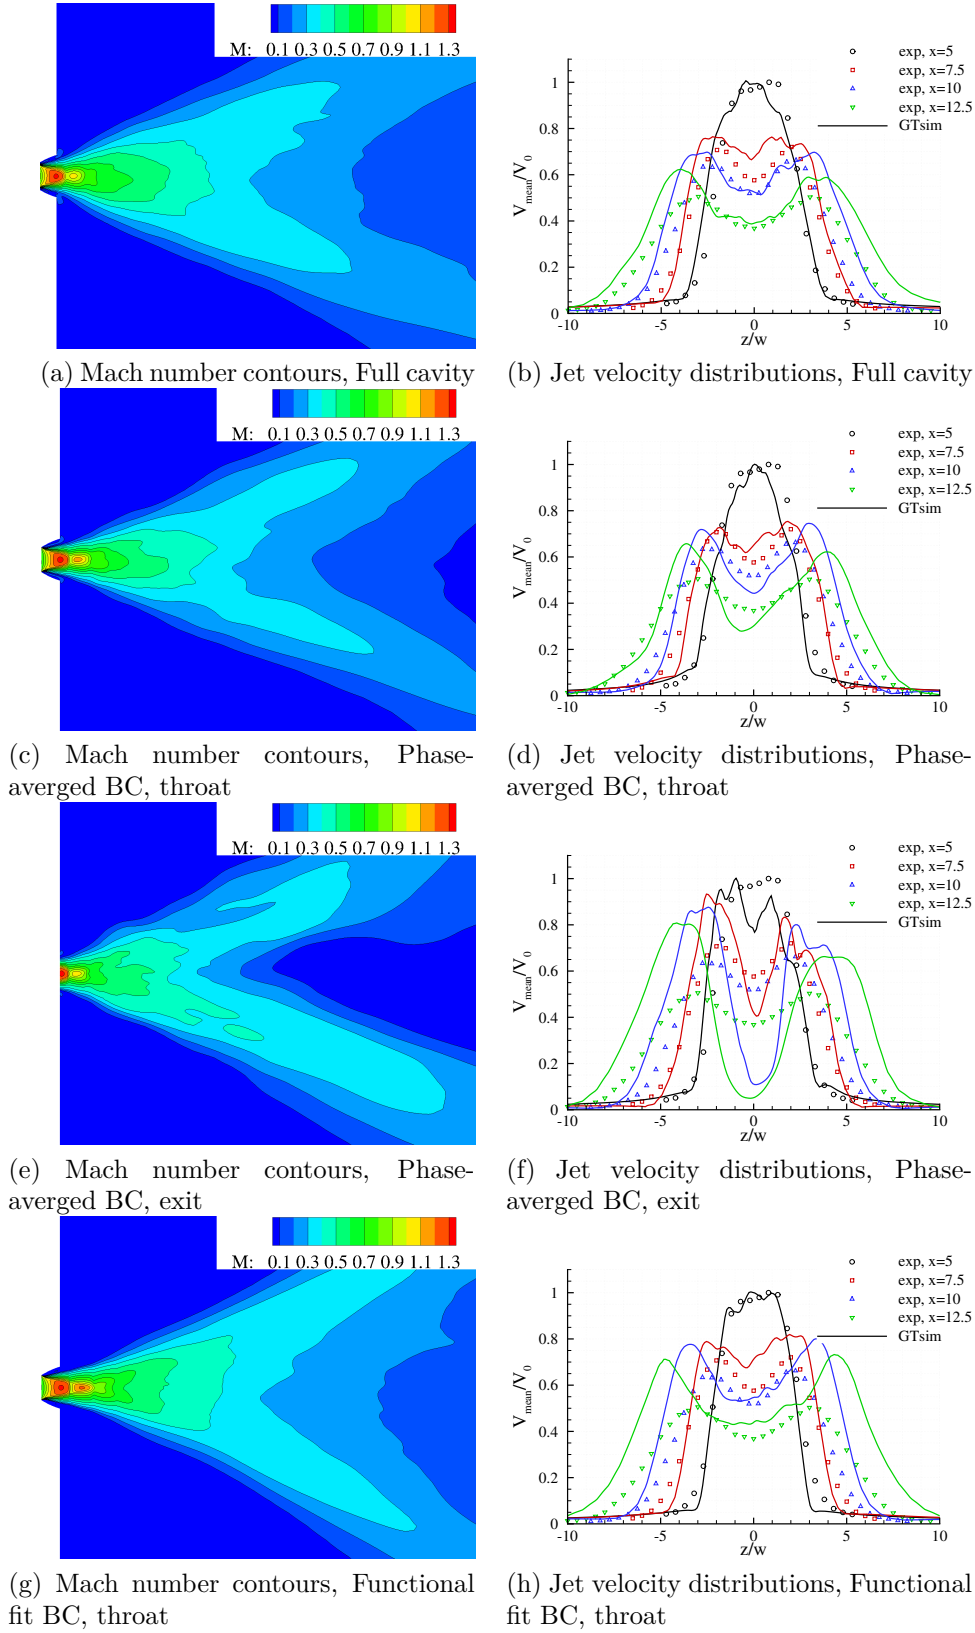 M: 0.1 0.3 0.5 0.7 0.9 1.1 1.3
(a) Mach number contours, Full cavity
exp, x=5
exp, x=7.5
exp, x=10
exp, x=12.5
GTsim
1
0.8
0.6
0.4
0.2
0
V_mean/V_0
-10 -5 0 5 10
z/w
(b) Jet velocity distributions, Full cavity
M: 0.1 0.3 0.5 0.7 0.9 1.1 1.3
(c) Mach number contours, Phase-
averged BC, throat
exp, x=5
exp, x=7.5
exp, x=10
exp, x=12.5
GTsim
1
0.8
0.6
0.4
0.2
0
V_mean/V_0
-10 -5 0 5 10
z/w
(d) Jet velocity distributions, Phase-
averged BC, throat
M: 0.1 0.3 0.5 0.7 0.9 1.1 1.3
(e) Mach number contours, Phase-
averged BC, exit
exp, x=5
exp, x=7.5
exp, x=10
exp, x=12.5
GTsim
1
0.8
0.6
0.4
0.2
0
V_mean/V_0
-10 -5 0 5 10
z/w
(f) Jet velocity distributions, Phase-
averged BC, exit
M: 0.1 0.3 0.5 0.7 0.9 1.1 1.3
(g) Mach number contours, Functional
fit BC, throat
exp, x=5
exp, x=7.5
exp, x=10
exp, x=12.5
GTsim
1
0.8
0.6
0.4
0.2
0
V_mean/V_0
-10 -5 0 5 10
z/w
(h) Jet velocity distributions, Functional
fit BC, throat